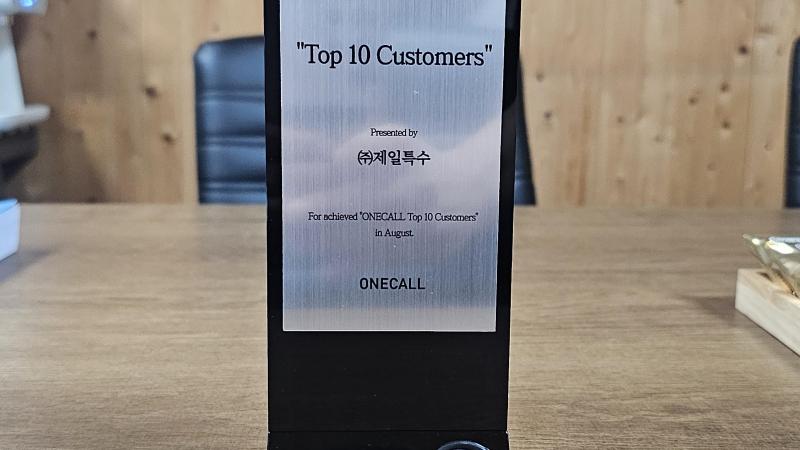 "Top 10 Customers"
Presented by
㈜제일특수
For achieved "ONECALL Top 10 Customers"
in August.
ONECALL